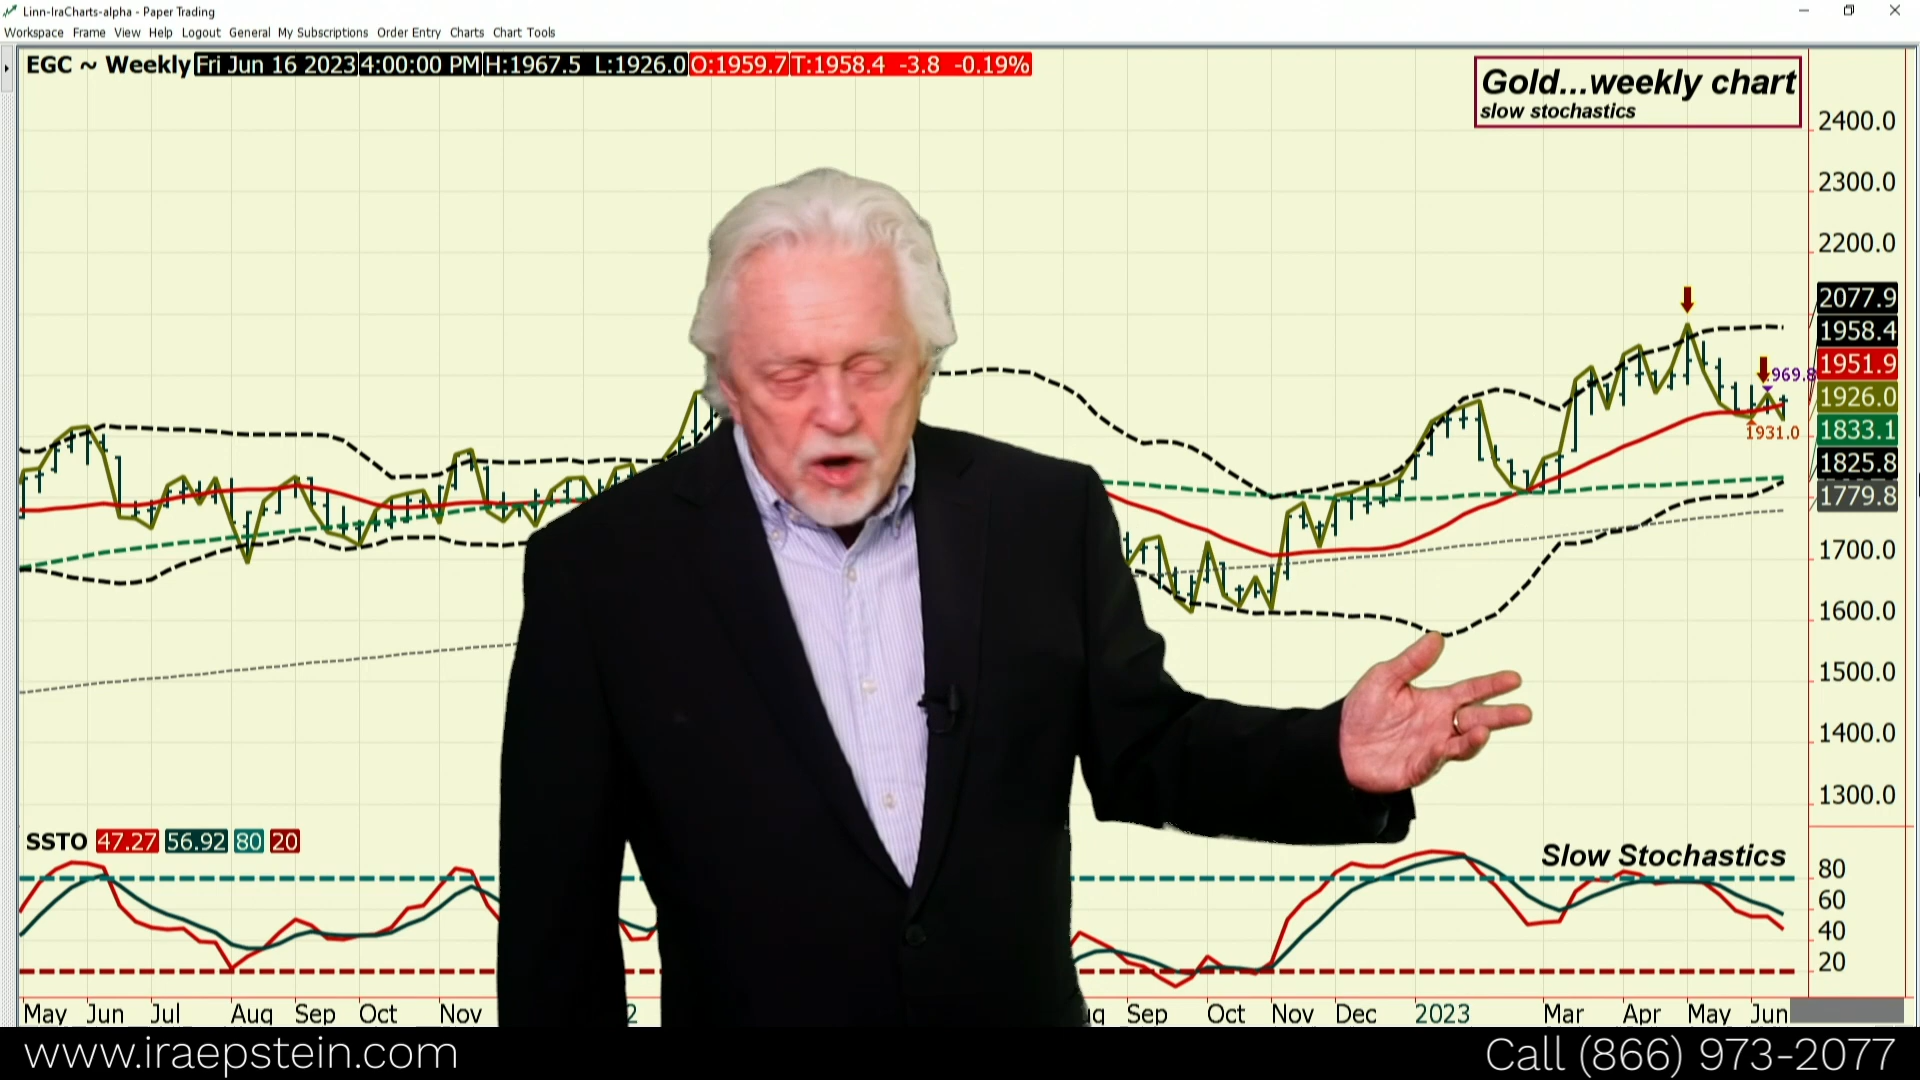 Linn-IraCharts-alpha - Paper Trading
Workspace Frame View Help Logout General My Subscriptions Order Entry Charts Chart Tools
EGC ~ Weekly Fri Jun 16 2023 4:00:00 PM H:1967.5 L:1926.0 O:1959.7 T:1958.4 -3.8 -0.19%
Gold...weekly chart
slow stochastics
2400.0
2300.0
2200.0
2077.9
1958.4
1951.9
969.8
1926.0
1931.0
1833.1
1825.8
1779.8
1700.0
1600.0
1500.0
1400.0
1300.0
SSTO 47.27 56.92 80 20
Slow Stochastics
80
60
40
20
May Jun Jul Aug Sep Oct Nov 2 ug Sep Oct Nov Dec 2023 Mar Apr May Jun
www.iraepstein.com
Call (866) 973-2077